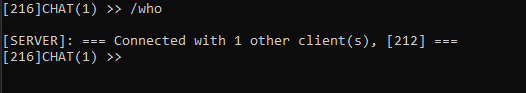 [216]CHAT(1) >> /who
[SERVER]: === Connected with 1 other client(s), [212] ===
[216]CHAT(1) >>